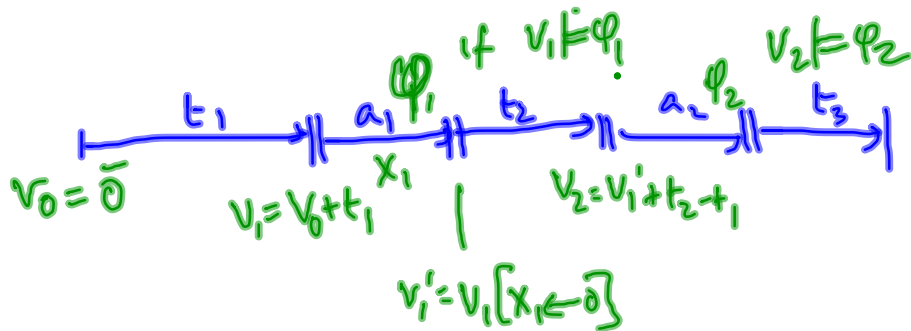 φ₁ if v₁ ⊨ φ₁ v₂ ⊨ φ₂
t₁ a₁ t₂ a₂ φ₂ t₃
v₀ = 0̄ x₁
v₁ = v₀ + t₁ v₂ = v₁' + t₂ - t₁
v₁' = v₁[x₁ ← 0]